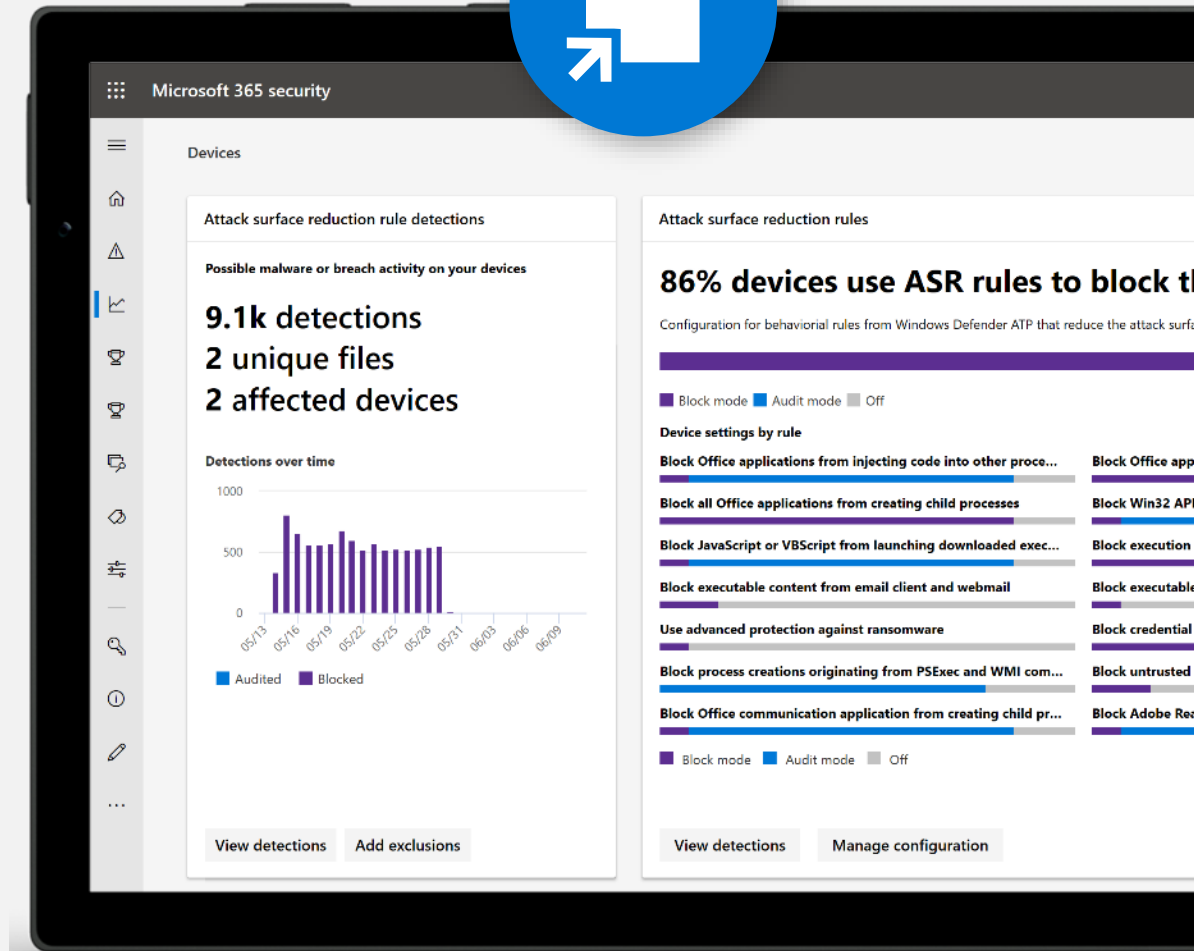 Microsoft 365 security
Devices
Attack surface reduction rule detections
Possible malware or breach activity on your devices
9.1k detections
2 unique files
2 affected devices
Detections over time
1000
500
0
05/13 05/16 05/19 05/22 05/25 05/28 05/31 06/03 06/06 06/09
Audited Blocked
View detections Add exclusions
Attack surface reduction rules
86% devices use ASR rules to block
Configuration for behaviorial rules from Windows Defender ATP that reduce the attack
Block mode Audit mode Off
Device settings by rule
Block Office applications from injecting code into other proce...
Block all Office applications from creating child processes
Block JavaScript or VBScript from launching downloaded exec...
Block executable content from email client and webmail
Use advanced protection against ransomware
Block process creations originating from PSExec and WMI com...
Block Office communication application from creating child pr...
Block Office
Block Win32
Block execution
Block executable
Block credential
Block untrusted
Block Adobe
Block mode Audit mode Off
View detections Manage configuration